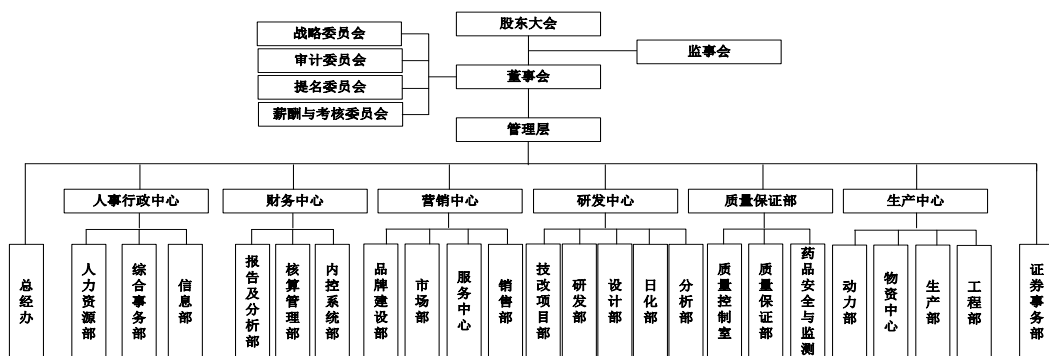 股东大会
战略委员会
监事会
审计委员会
董事会
提名委员会
薪酬与考核委员会
管理层
人事行政中心
财务中心
营销中心
研发中心
质量保证部
生产中心
总经办
人力资源部
综合事务部
信息部
报告及分析部
核算管理部
内控系统部
品牌建设部
市场部
服务中心
销售部
技改项目部
研发部
设计部
日化部
分析部
质量控制室
质量保证部
药品安全与监测
动力部
物资中心
生产部
工程部
证券事务部